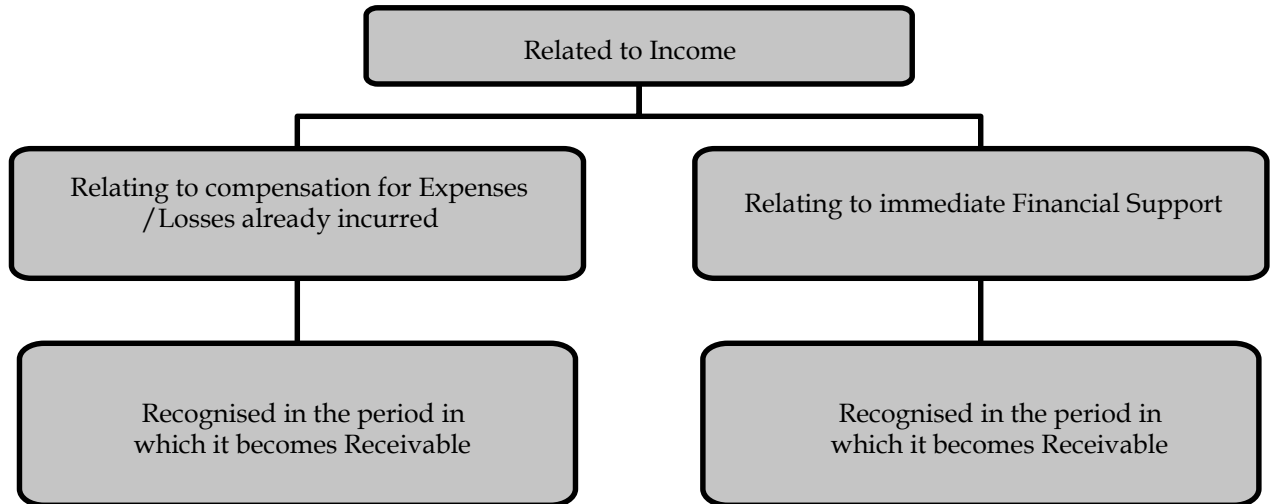 Related to Income
Relating to compensation for Expenses
/Losses already incurred
Relating to immediate Financial Support
Recognised in the period in
which it becomes Receivable
Recognised in the period in
which it becomes Receivable